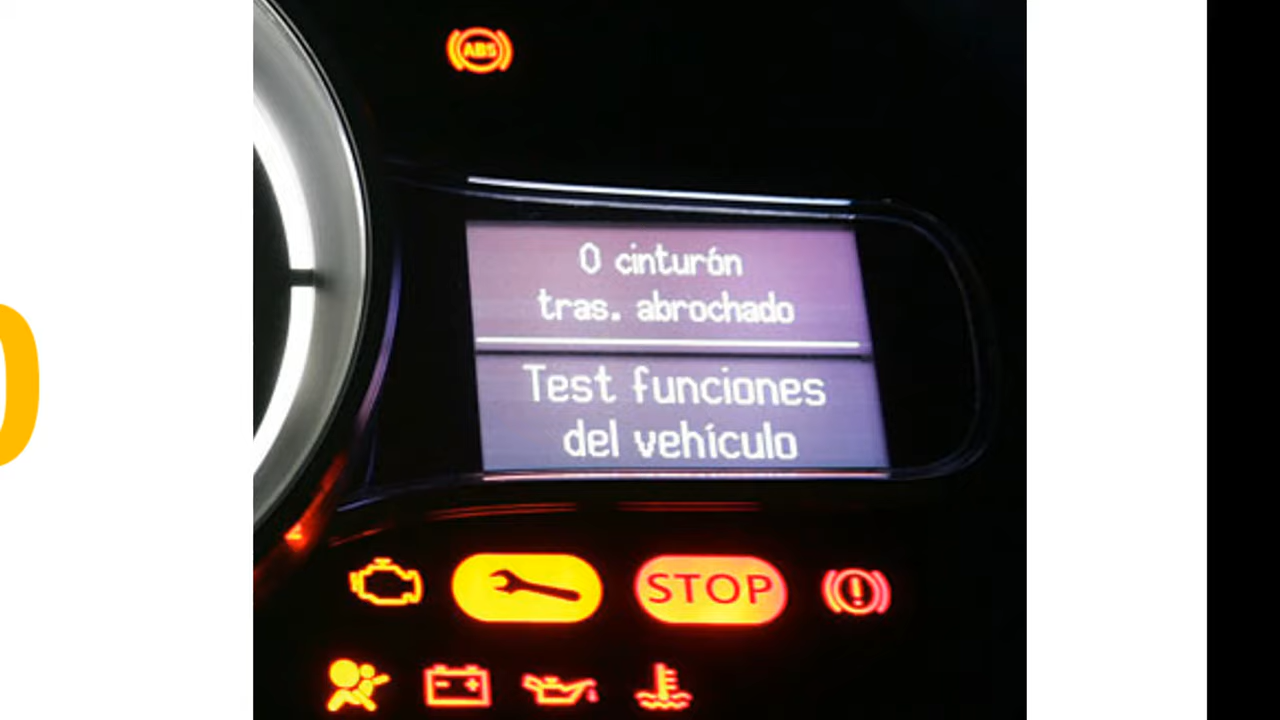 ABS
0 cinturón
tras. abrochado
Test funciones
del vehículo
STOP